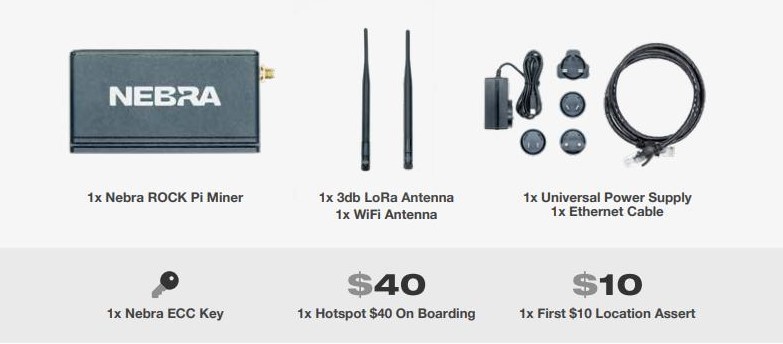 NEBRA
1x Nebra ROCK Pi Miner
1x 3db LoRa Antenna
1x WiFi Antenna
1x Universal Power Supply
1x Ethernet Cable
$40
$10
1x Nebra ECC Key
1x Hotspot $40 On Boarding
1x First $10 Location Assert